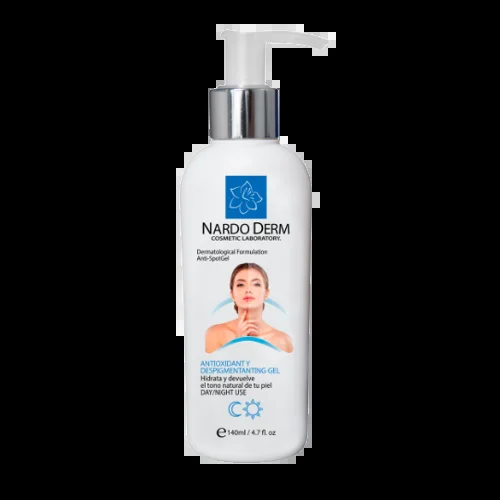 NARDO DERM
COSMETIC LABORATORY.
Dermatological Formulation
Anti-SpotGel
ANTIOXIDANT Y
DESPIGMENTANTING GEL
Hidrata y devuelve
el tono natural de tu piel
DAY/NIGHT USE
e 140ml / 4.7 fl. oz